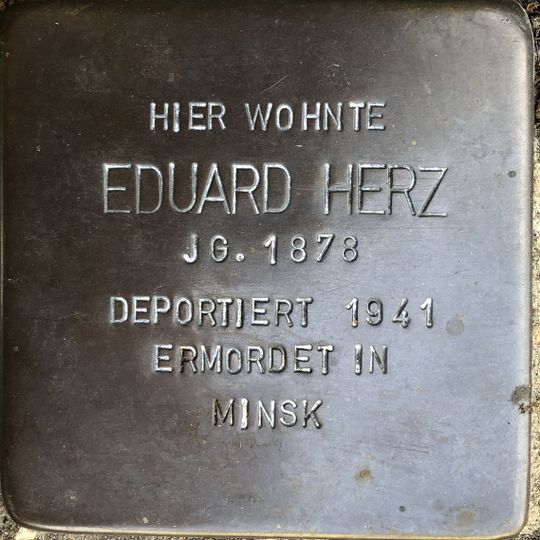 HIER WOHNTE
EDUARD HERZ
JG. 1878
DEPORTIERT 1941
ERMORDET IN
MINSK